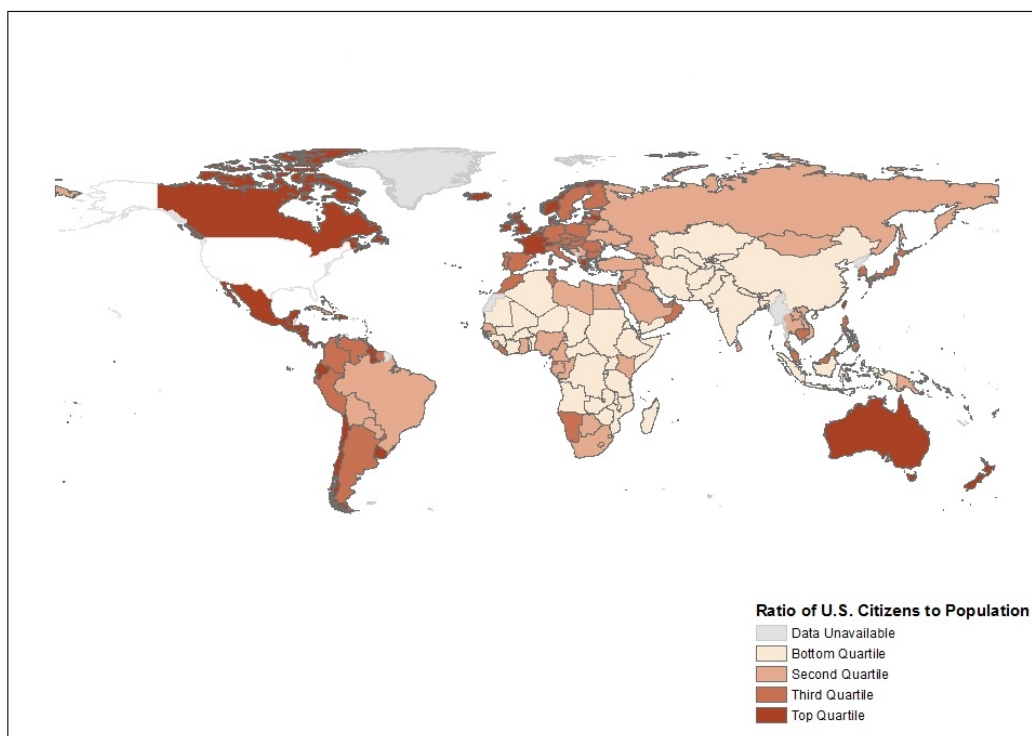 Ratio of U.S. Citizens to Population
Data Unavailable
Bottom Quartile
Second Quartile
Third Quartile
Top Quartile